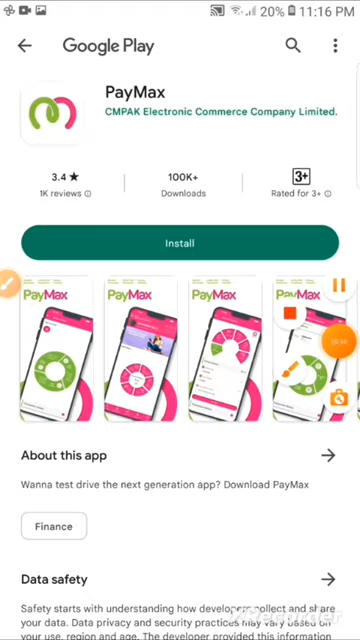 20% 11:16 PM
Google Play
PayMax
CMPAK Electronic Commerce Company Limited.
3.4 ★ 100K+ 3+
1K reviews Downloads Rated for 3+
Install
PayMax PayMax PayMax PayMax
About this app
Wanna test drive the next generation app? Download PayMax
Finance
Data safety
Safety starts with understanding how developers collect and share
your data. Data privacy and security practices may vary based on
your use, region, and age. The developer provided this information